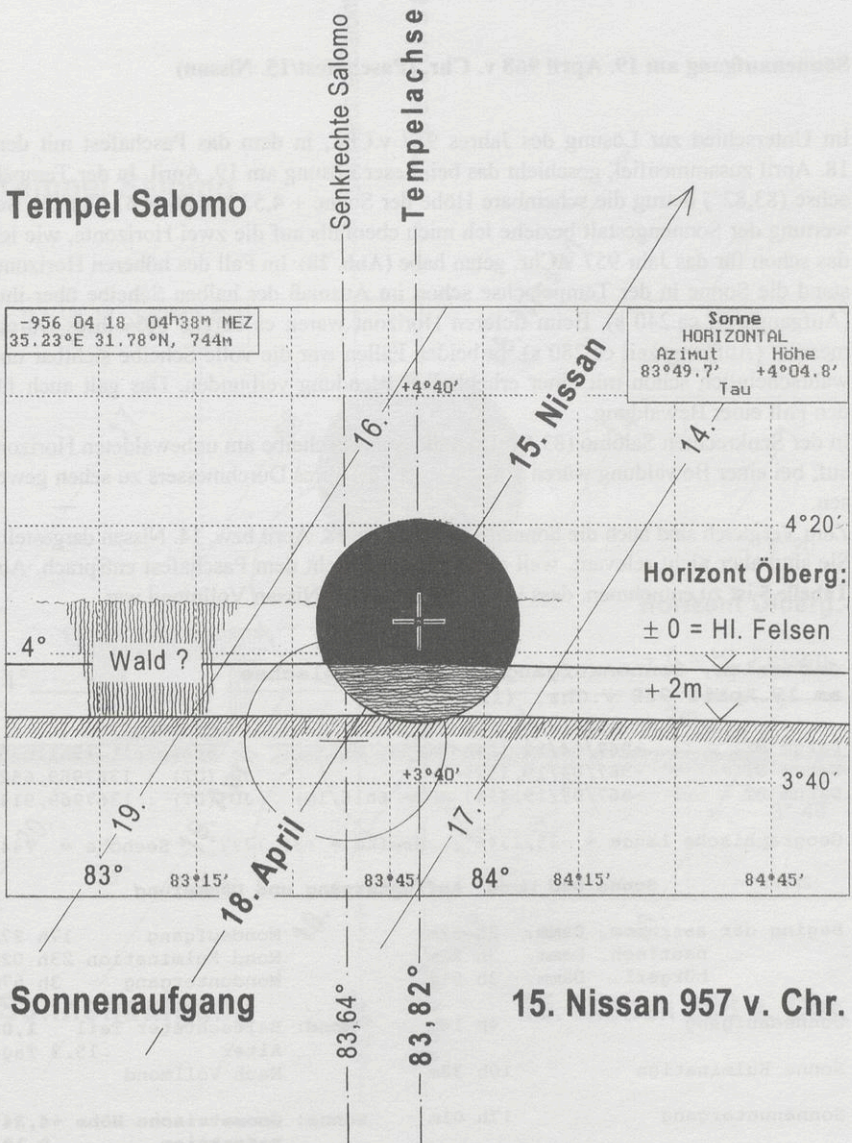 Senkrechte Salomo
Tempelachse
Tempel Salomo
-956 04 18 04h38m MEZ
35.23°E 31.78°N, 744m
Sonne
HORIZONTAL
Azimut Höhe
83°49.7' +4°04.8'
Tau
+4°40'
16.
15. Nissan
14.
4°20'
Horizont Ölberg:
± 0 = Hl. Felsen
4°
Wald ?
+ 2m
+3°40'
3°40'
19.
18. April
17.
83°
83°15'
83°45'
84°
84°15'
84°45'
Sonnenaufgang
83,64°
83,82°
15. Nissan 957 v. Chr.